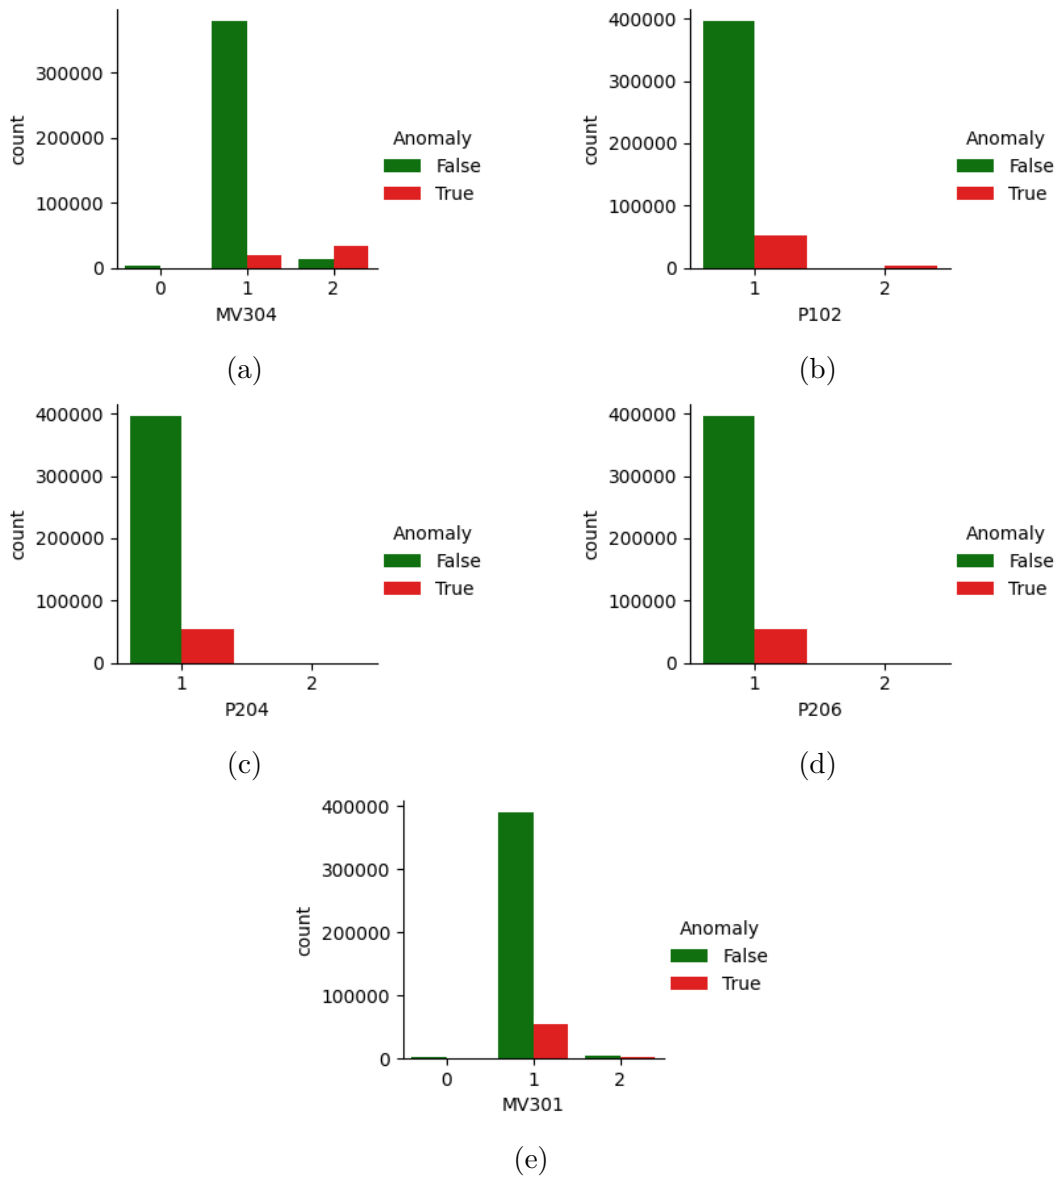 300000
200000
100000
0
count
0 1 2
MV304
Anomaly
False
True
(a)
400000
300000
200000
100000
0
count
1 2
P102
Anomaly
False
True
(b)
400000
300000
200000
100000
0
count
1 2
P204
Anomaly
False
True
(c)
400000
300000
200000
100000
0
count
1 2
P206
Anomaly
False
True
(d)
400000
300000
200000
100000
0
count
0 1 2
MV301
Anomaly
False
True
(e)